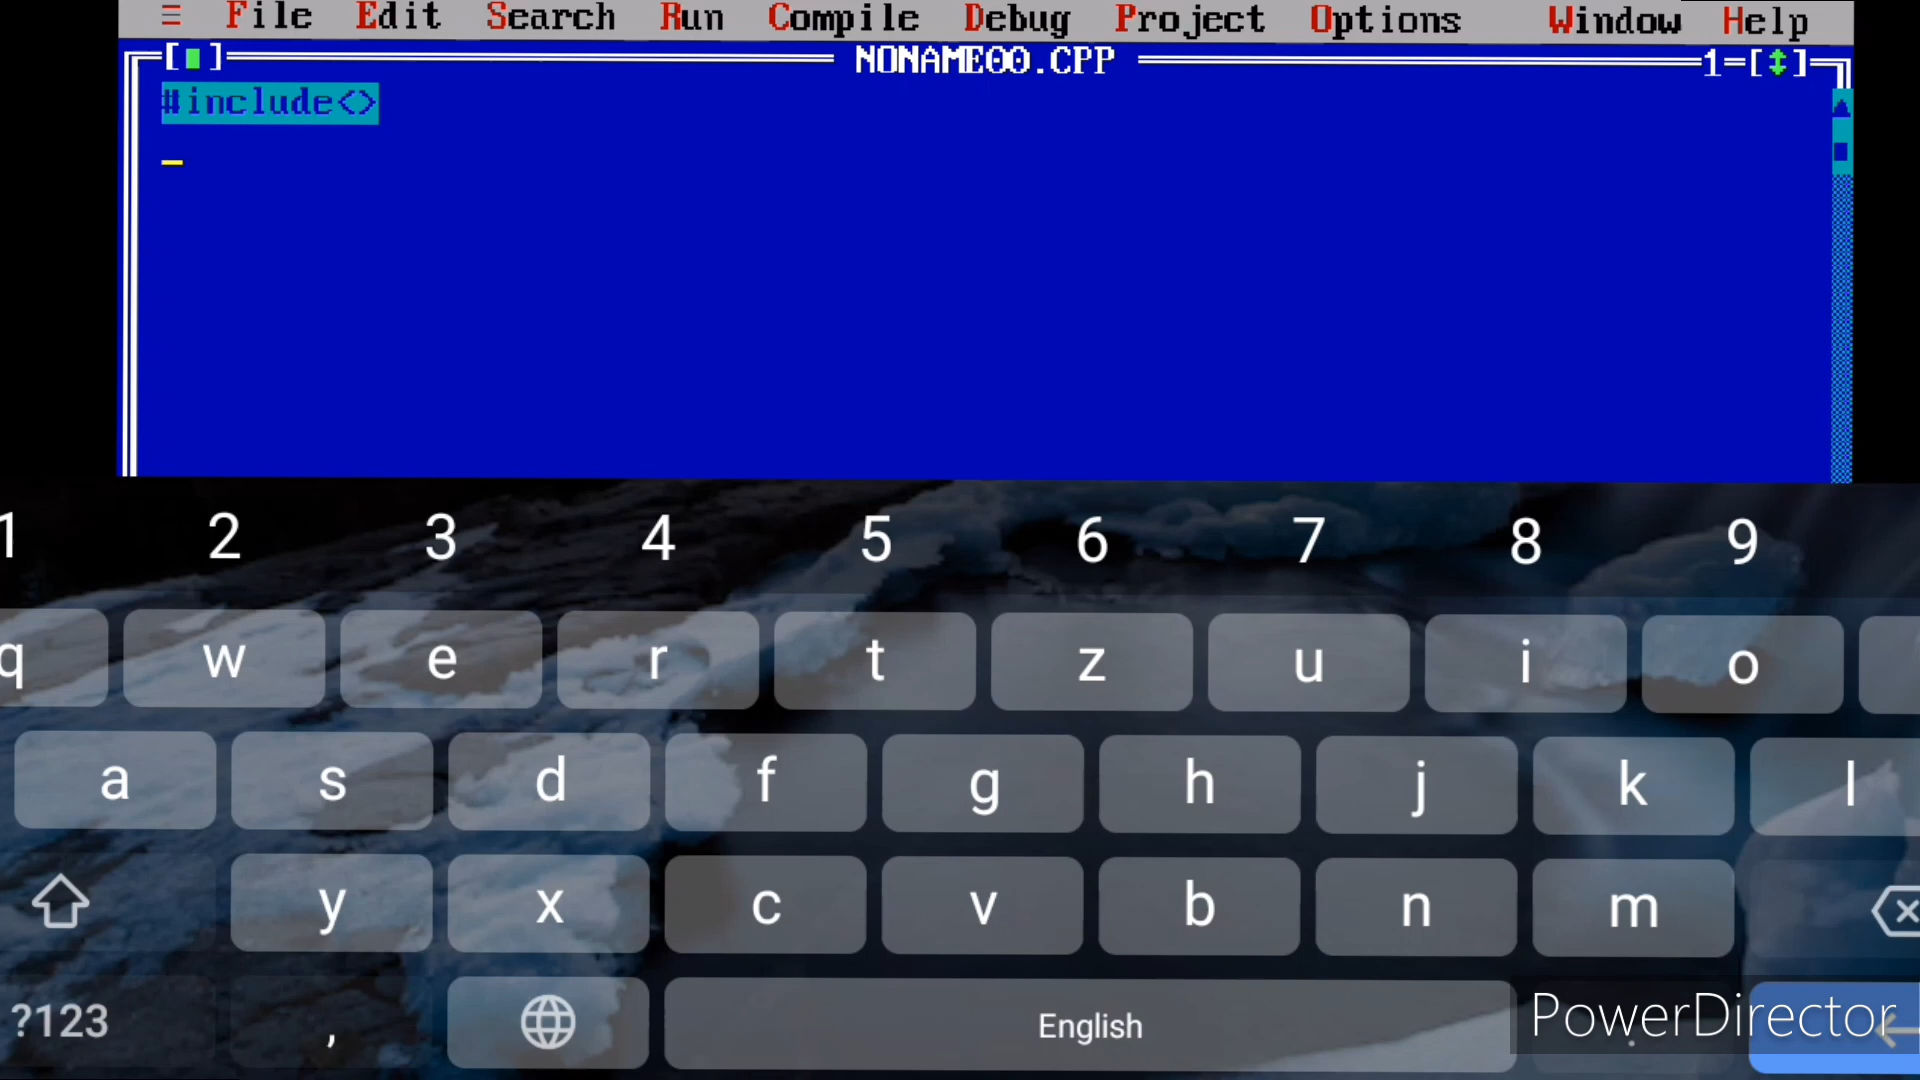 ≡ File Edit Search Run Compile Debug Project Options Window Help
[■] NONAME00.CPP 1=[↕]
#include<>
1 2 3 4 5 6 7 8 9
q w e r t z u i o
a s d f g h j k l
y x c v b n m
?123 , English .
PowerDirector